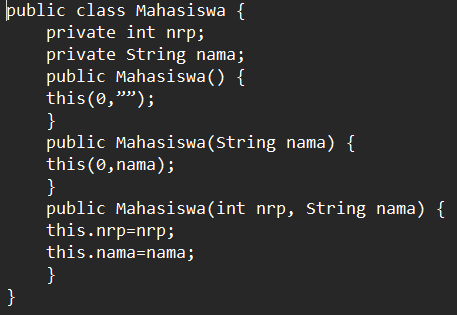 public class Mahasiswa {
    private int nrp;
    private String nama;
    public Mahasiswa() {
    this(0,””);
    }
    public Mahasiswa(String nama) {
    this(0,nama);
    }
    public Mahasiswa(int nrp, String nama) {
    this.nrp=nrp;
    this.nama=nama;
    }
}